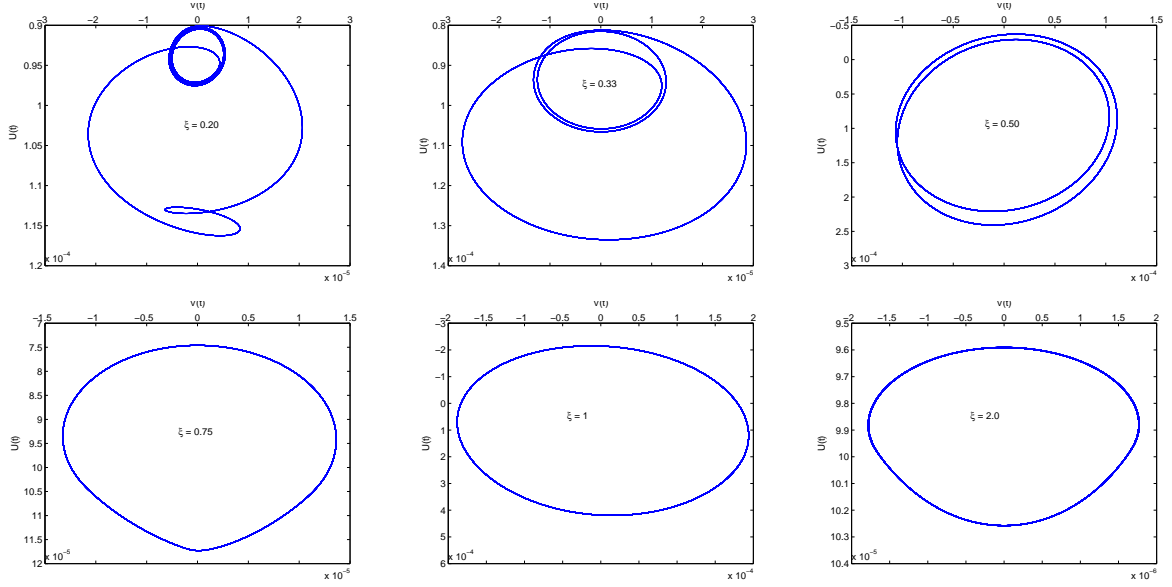 v(t)
−3 −2 −1 0 1 2 3
0.9
0.95
1
1.05
1.1
1.15
1.2
U(t)
ξ = 0.20
x 10⁻⁴
x 10⁻⁵
v(t)
−3 −2 −1 0 1 2 3
0.8
0.9
1
1.1
1.2
1.3
1.4
U(t)
ξ = 0.33
x 10⁻⁴
x 10⁻⁵
v(t)
−1.5 −1 −0.5 0 0.5 1 1.5
−0.5
0
0.5
1
1.5
2
2.5
3
U(t)
ξ = 0.50
x 10⁻⁴
x 10⁻⁴
v(t)
−1.5 −1 −0.5 0 0.5 1 1.5
7
7.5
8
8.5
9
9.5
10
10.5
11
11.5
12
U(t)
ξ = 0.75
x 10⁻⁵
x 10⁻⁵
v(t)
−2 −1.5 −1 −0.5 0 0.5 1 1.5 2
−3
−2
−1
0
1
2
3
4
5
6
U(t)
ξ = 1
x 10⁻⁴
x 10⁻⁴
v(t)
−2 −1.5 −1 −0.5 0 0.5 1 1.5 2
9.5
9.6
9.7
9.8
9.9
10
10.1
10.2
10.3
10.4
U(t)
ξ = 2.0
x 10⁻⁵
x 10⁻⁶